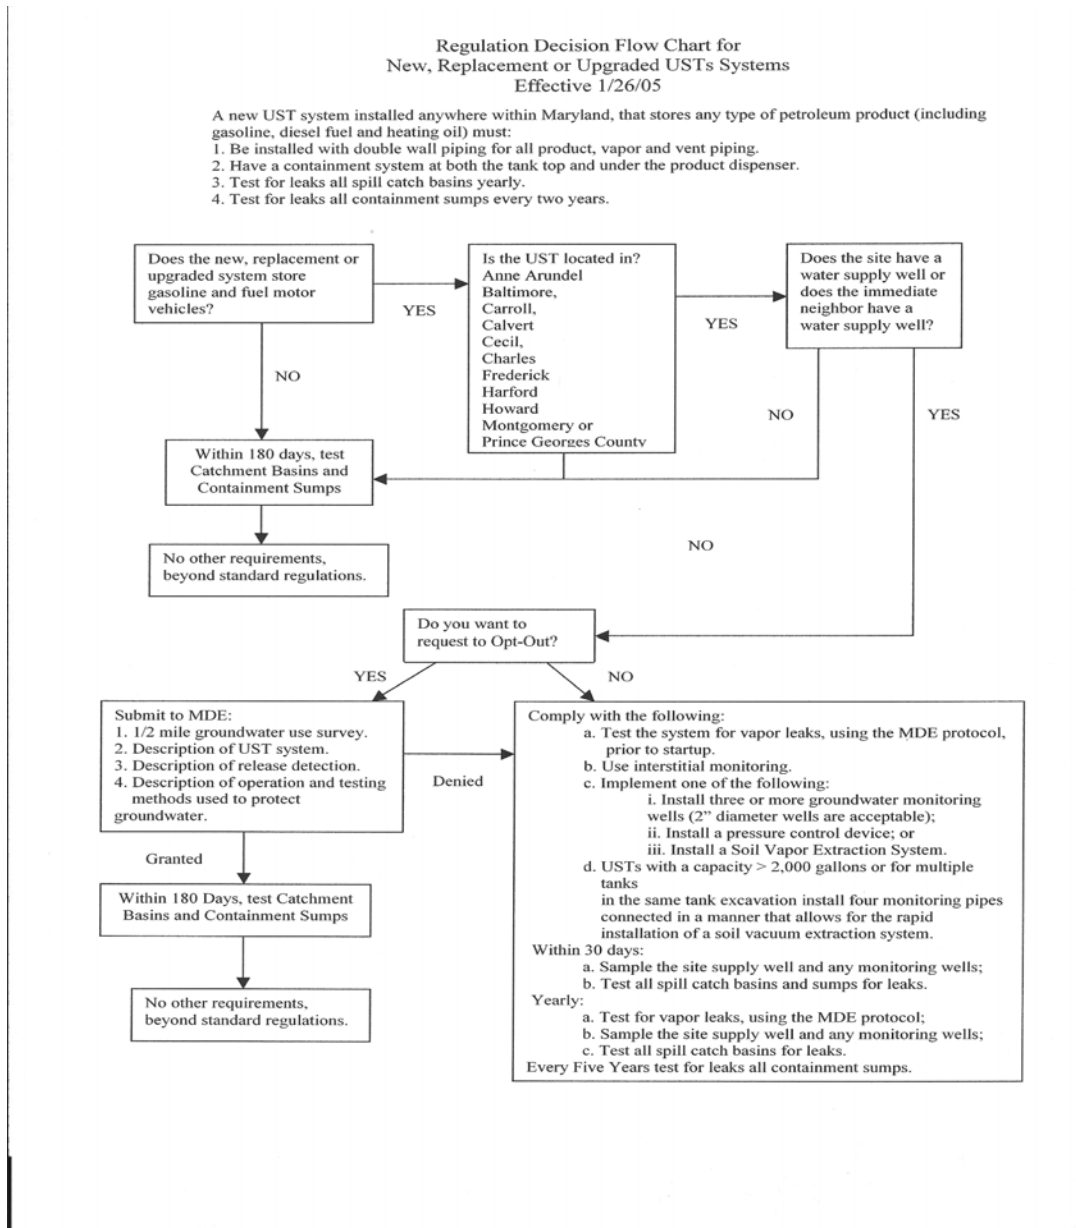 Regulation Decision Flow Chart for
New, Replacement or Upgraded USTs Systems
Effective 1/26/05
A new UST system installed anywhere within Maryland, that stores any type of petroleum product (including
gasoline, diesel fuel and heating oil) must:
1. Be installed with double wall piping for all product, vapor and vent piping.
2. Have a containment system at both the tank top and under the product dispenser.
3. Test for leaks all spill catch basins yearly.
4. Test for leaks all containment sumps every two years.
Does the new, replacement or
upgraded system store
gasoline and fuel motor
vehicles?
YES
Is the UST located in?
Anne Arundel
Baltimore,
Carroll,
Calvert
Cecil,
Charles
Frederick
Harford
Howard
Montgomery or
Prince Georges County
YES
Does the site have a
water supply well or
does the immediate
neighbor have a
water supply well?
NO
NO
YES
Within 180 days, test
Catchment Basins and
Containment Sumps
NO
No other requirements,
beyond standard regulations.
Do you want to
request to Opt-Out?
YES
NO
Submit to MDE:
1. 1/2 mile groundwater use survey.
2. Description of UST system.
3. Description of release detection.
4. Description of operation and testing
methods used to protect
groundwater.
Denied
Granted
Within 180 Days, test Catchment
Basins and Containment Sumps
No other requirements,
beyond standard regulations.
Comply with the following:
a. Test the system for vapor leaks, using the MDE protocol,
prior to startup.
b. Use interstitial monitoring.
c. Implement one of the following:
i. Install three or more groundwater monitoring
wells (2" diameter wells are acceptable);
ii. Install a pressure control device; or
iii. Install a Soil Vapor Extraction System.
d. USTs with a capacity > 2,000 gallons or for multiple
tanks
in the same tank excavation install four monitoring pipes
connected in a manner that allows for the rapid
installation of a soil vacuum extraction system.
Within 30 days:
a. Sample the site supply well and any monitoring wells;
b. Test all spill catch basins and sumps for leaks.
Yearly:
a. Test for vapor leaks, using the MDE protocol;
b. Sample the site supply well and any monitoring wells;
c. Test all spill catch basins for leaks.
Every Five Years test for leaks all containment sumps.